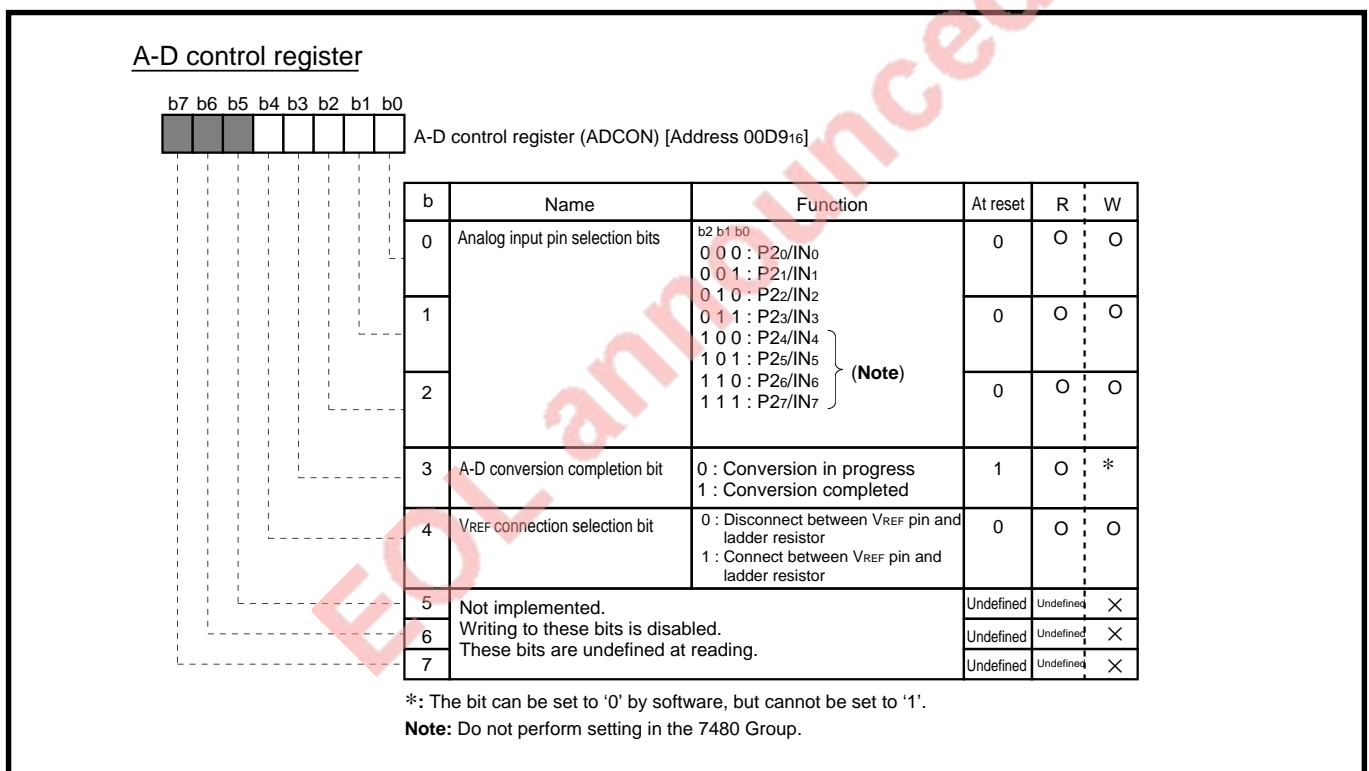 A-D control register
b7 b6 b5 b4 b3 b2 b1 b0
A-D control register (ADCON) [Address 00D916]
b Name Function At reset R W
0 Analog input pin selection bits b2 b1 b0 0 O O
0 0 0 : P20/IN0
0 0 1 : P21/IN1
0 1 0 : P22/IN2
1 0 1 1 : P23/IN3 0 O O
1 0 0 : P24/IN4
1 0 1 : P25/IN5
(Note)
2 1 1 0 : P26/IN6 0 O O
1 1 1 : P27/IN7
3 A-D conversion completion bit 0 : Conversion in progress 1 O *
1 : Conversion completed
4 VREF connection selection bit 0 : Disconnect between VREF pin and 0 O O
ladder resistor
1 : Connect between VREF pin and
ladder resistor
5 Not implemented. Undefined Undefined ×
6 Writing to these bits is disabled. Undefined Undefined ×
7 These bits are undefined at reading. Undefined Undefined ×
*: The bit can be set to ‘0’ by software, but cannot be set to ‘1’.
Note: Do not perform setting in the 7480 Group.
EOL announced